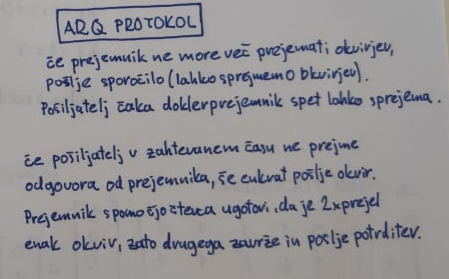 ARQ PROTOKOL
če prejemnik ne more več prejemati okvirjev,
pošlje sporočilo (lahko sprejmem 0 okvirjev).
Pošiljatelj čaka dokler prejemnik spet lahko sprejema.
če pošiljatelj v zahtevanem času ne prejme
odgovora od prejemnika, še enkrat pošlje okvir.
Prejemnik s pomočjo števca ugotovi, da je 2x prejel
enak okvir, zato drugega zavrže in pošlje potrditev.